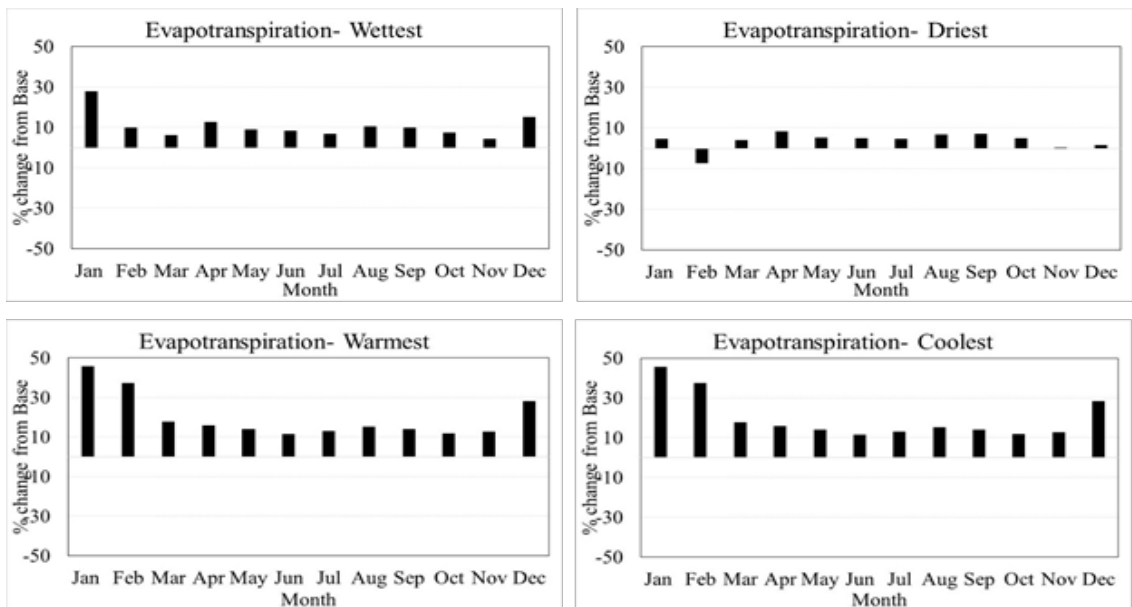 Evapotranspiration- Wettest
% change from Base
50
30
10
-10
-30
-50
Jan Feb Mar Apr May Jun Jul Aug Sep Oct Nov Dec
Month
Evapotranspiration- Driest
% change from Base
50
30
10
-10
-30
-50
Jan Feb Mar Apr May Jun Jul Aug Sep Oct Nov Dec
Month
Evapotranspiration- Warmest
% change from Base
50
30
10
-10
-30
-50
Jan Feb Mar Apr May Jun Jul Aug Sep Oct Nov Dec
Month
Evapotranspiration- Coolest
% change from Base
50
30
10
-10
-30
-50
Jan Feb Mar Apr May Jun Jul Aug Sep Oct Nov Dec
Month